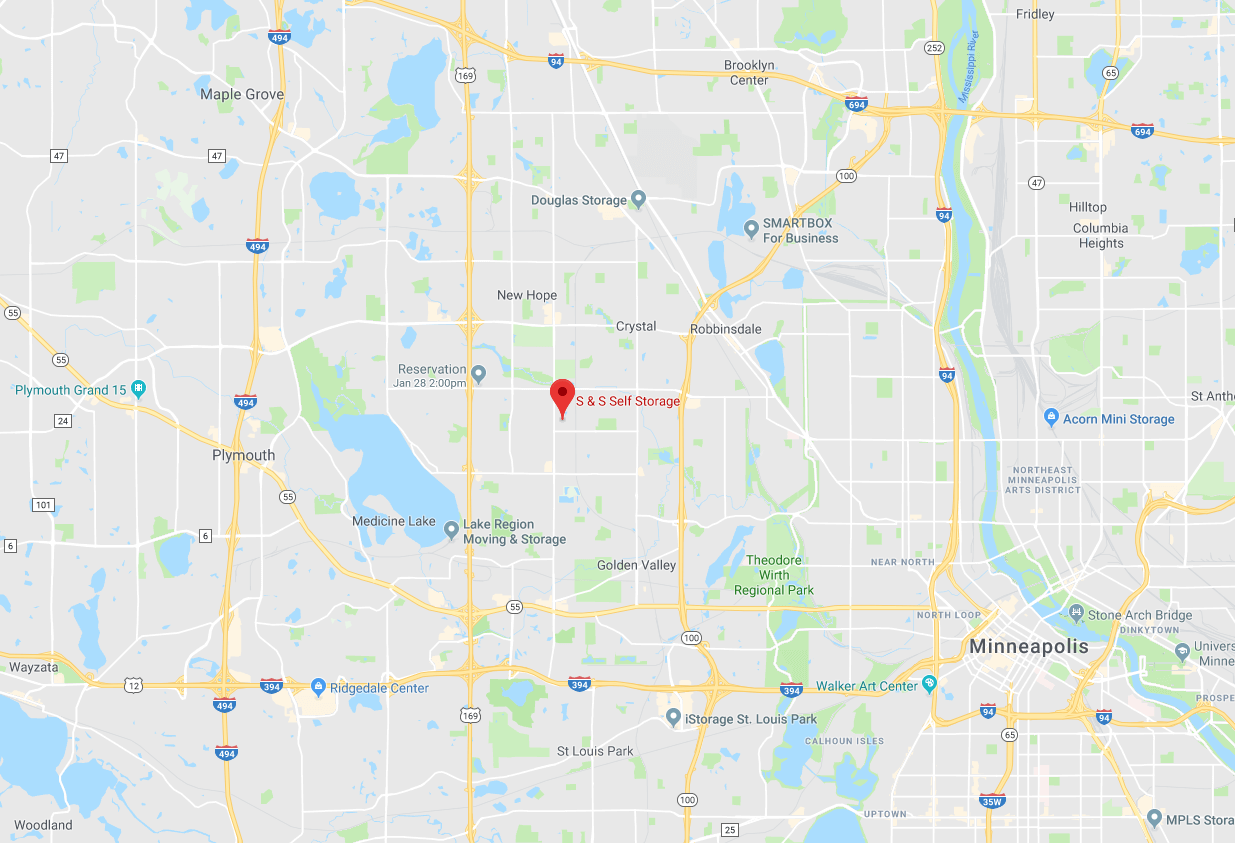 Fridley
494
252
Mississippi River
94
Brooklyn
Center
169
65
Maple Grove
694
694
47
47
100
47
Douglas Storage
Hilltop
94
SMARTBOX
For Business
Columbia
Heights
494
New Hope
55
Crystal
Robbinsdale
55
Reservation
Jan 28 2:00pm
94
Plymouth Grand 15
S & S Self Storage
494
St Anth
24
Acorn Mini Storage
Plymouth
NORTHEAST
MINNEAPOLIS
ARTS DISTRICT
55
101
Medicine Lake
Lake Region
Moving & Storage
6
6
Golden Valley
Theodore
Wirth
Regional Park
NEAR NORTH
55
NORTH LOOP
Stone Arch Bridge
DINKYTOWN
100
Minneapolis
Univers
Minne
Wayzata
12
394
Ridgedale Center
394
394
Walker Art Center
PROSPE
494
169
iStorage St. Louis Park
94
94
CALHOUN ISLES
65
494
St Louis Park
100
35W
UPTOWN
Woodland
25
MPLS Stora